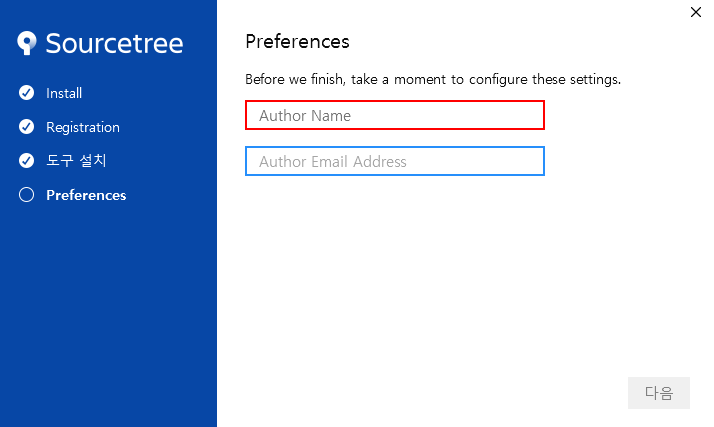 Sourcetree
Install
Registration
도구 설치
Preferences
Preferences
Before we finish, take a moment to configure these settings.
Author Name
Author Email Address
다음